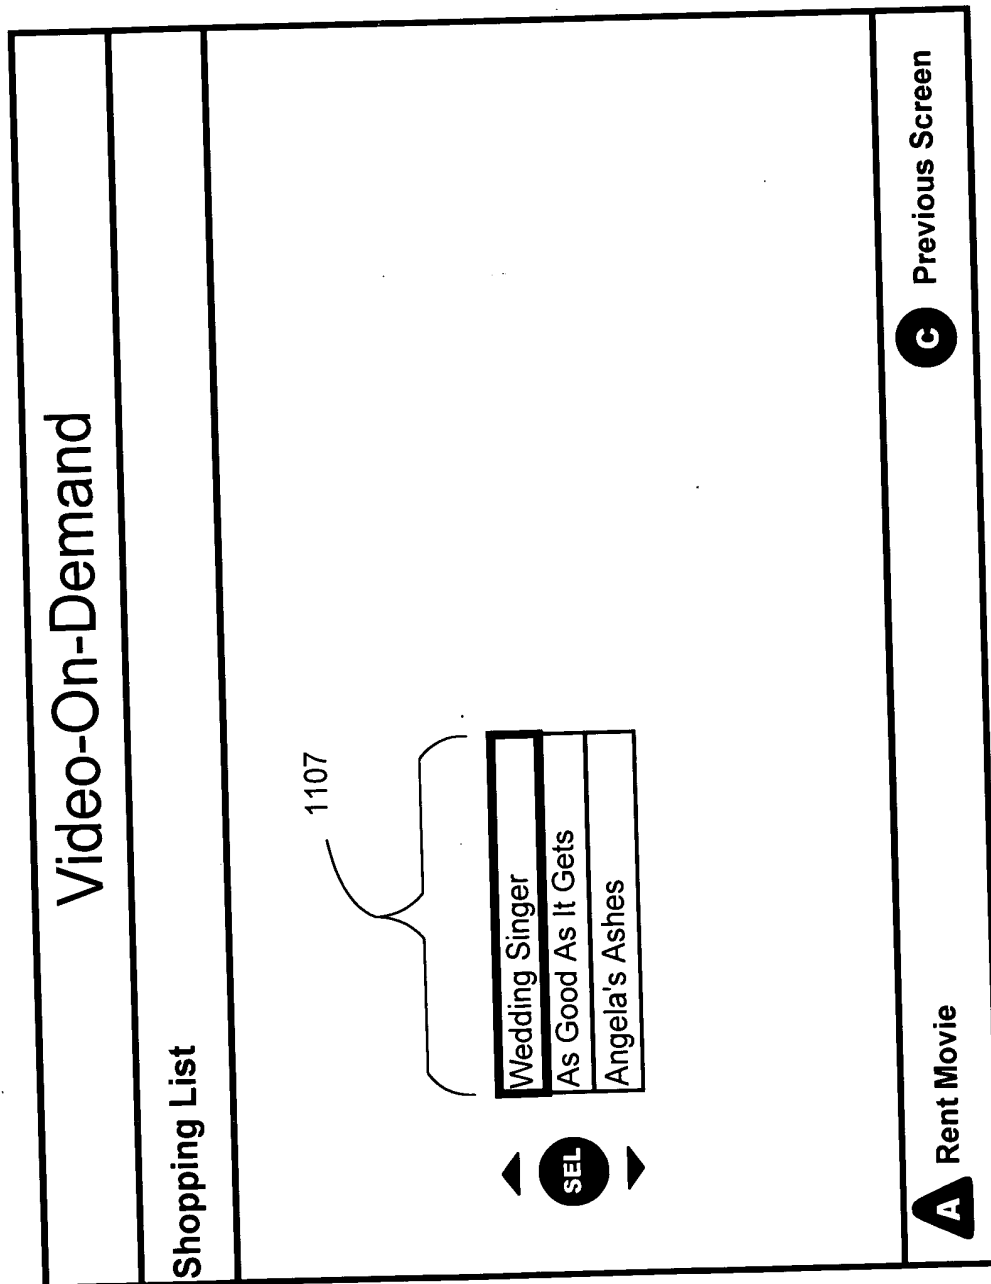 Video-On-Demand
Shopping List
1107
Wedding Singer
As Good As It Gets
Angela's Ashes
SEL
A Rent Movie
C Previous Screen